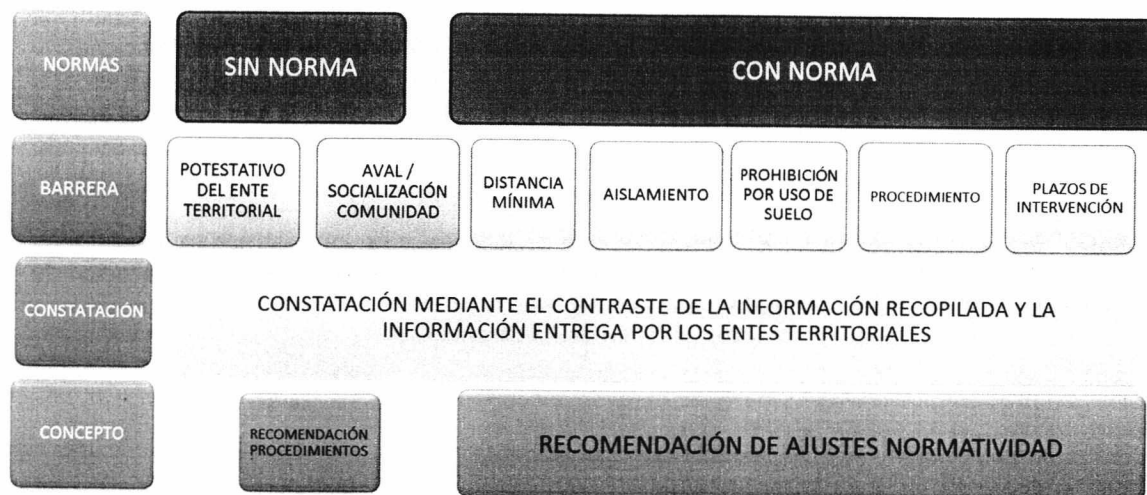 NORMAS
SIN NORMA
CON NORMA
BARRERA
POTESTATIVO
DEL ENTE
TERRITORIAL
AVAL /
SOCIALIZACIÓN
COMUNIDAD
DISTANCIA
MÍNIMA
AISLAMIENTO
PROHIBICIÓN
POR USO DE
SUELO
PROCEDIMIENTO
PLAZOS DE
INTERVENCIÓN
CONSTATACIÓN
CONSTATACIÓN MEDIANTE EL CONTRASTE DE LA INFORMACIÓN RECOPILADA Y LA
INFORMACIÓN ENTREGA POR LOS ENTES TERRITORIALES
CONCEPTO
RECOMENDACIÓN
PROCEDIMIENTOS
RECOMENDACIÓN DE AJUSTES NORMATIVIDAD